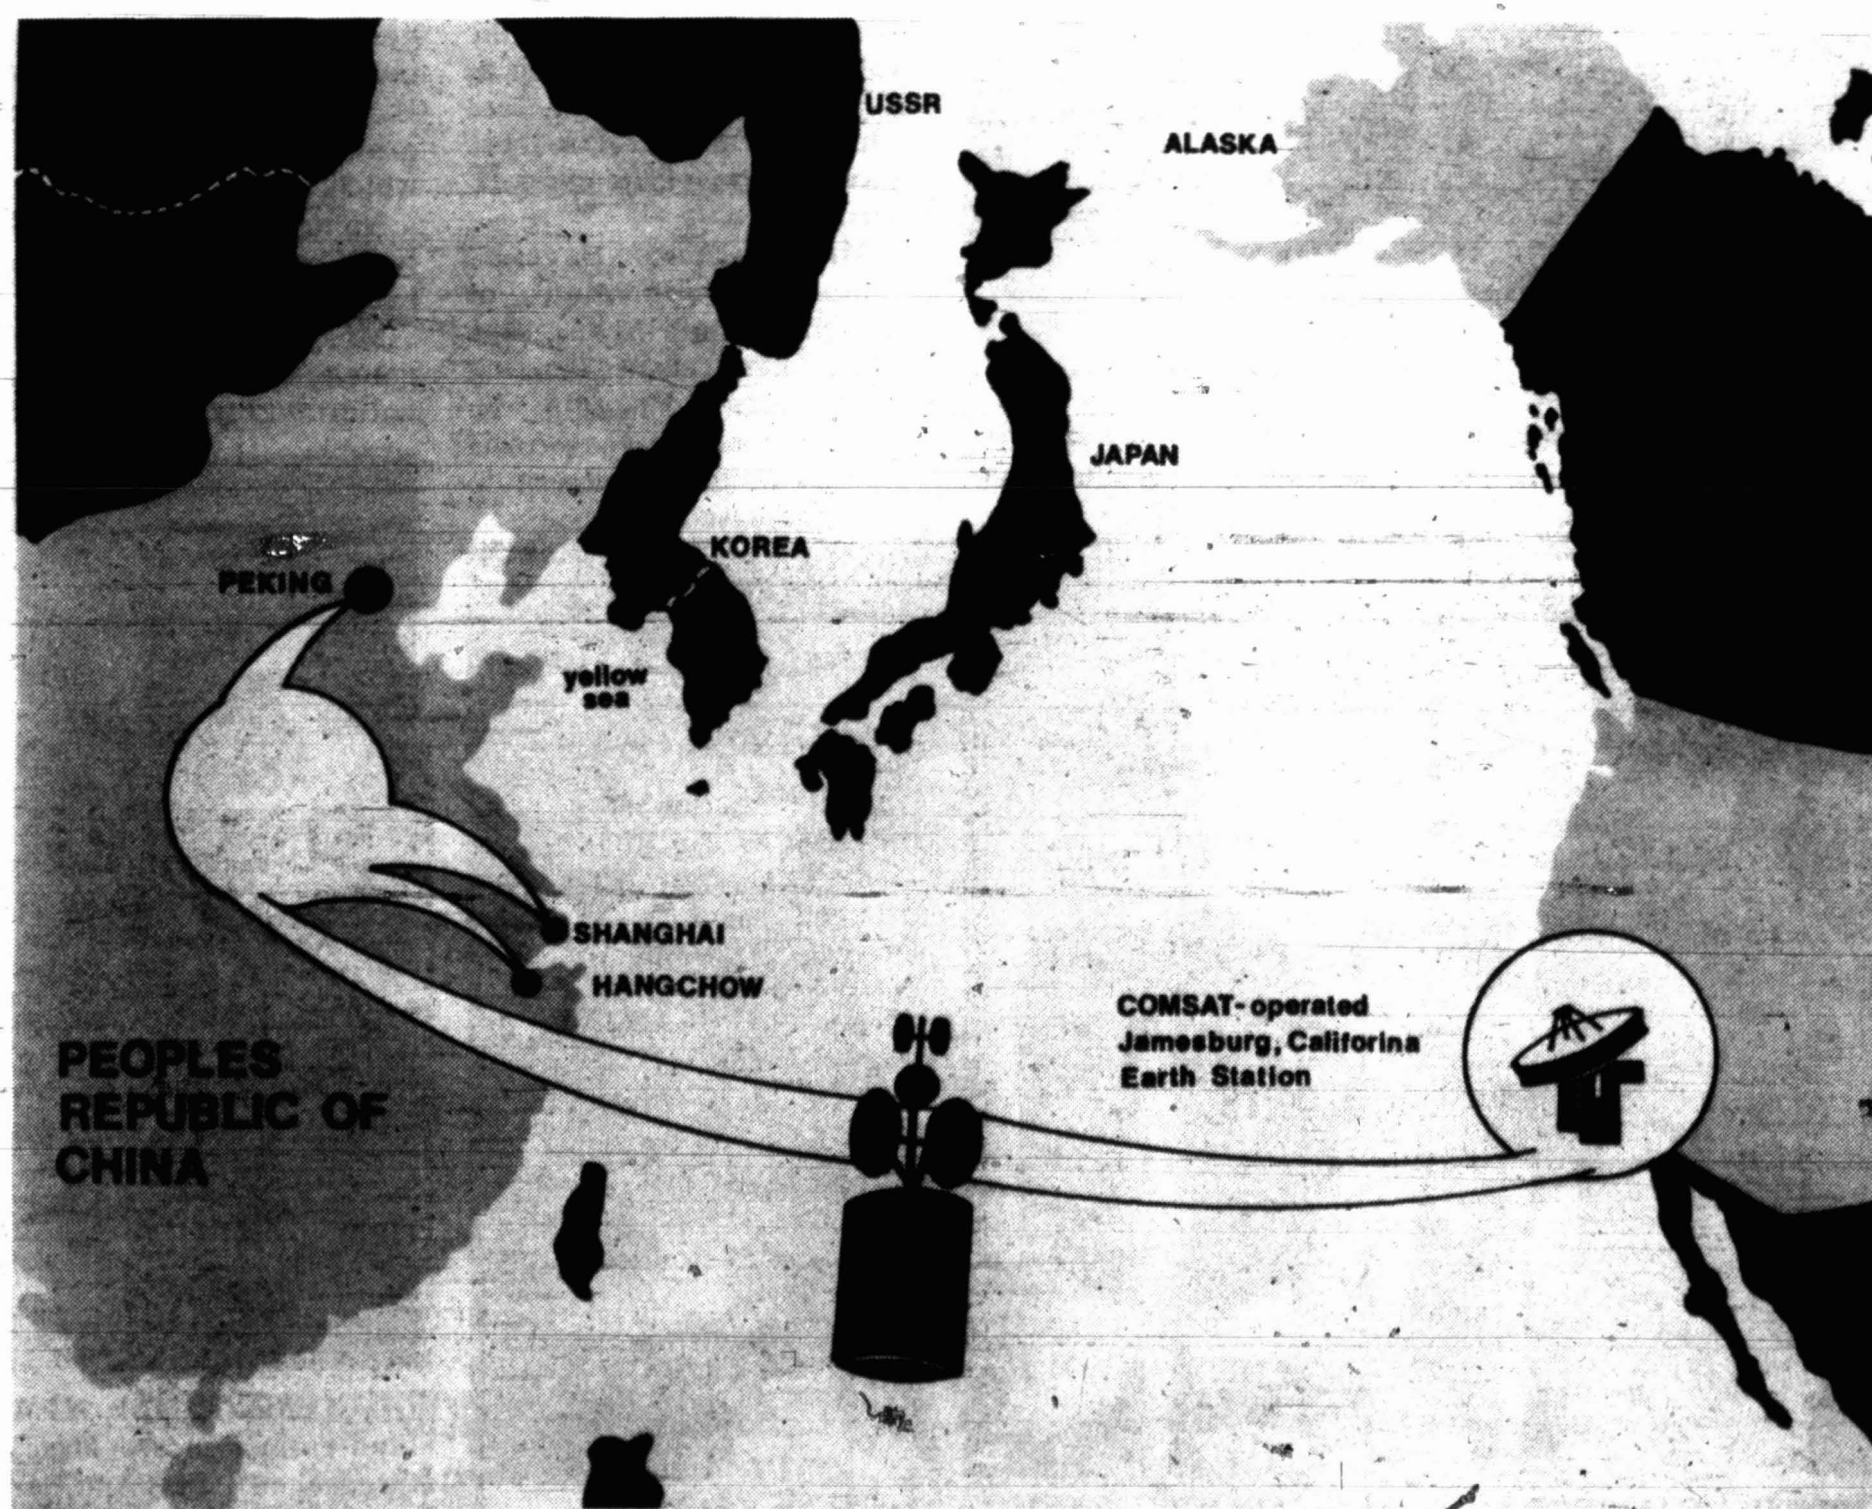 USSR
ALASKA
JAPAN
KOREA
PEKING
yellow
sea
SHANGHAI
HANGCHOW
COMSAT-operated
Jamesburg, Califorina
Earth Station
PEOPLES
REPUBLIC OF
CHINA